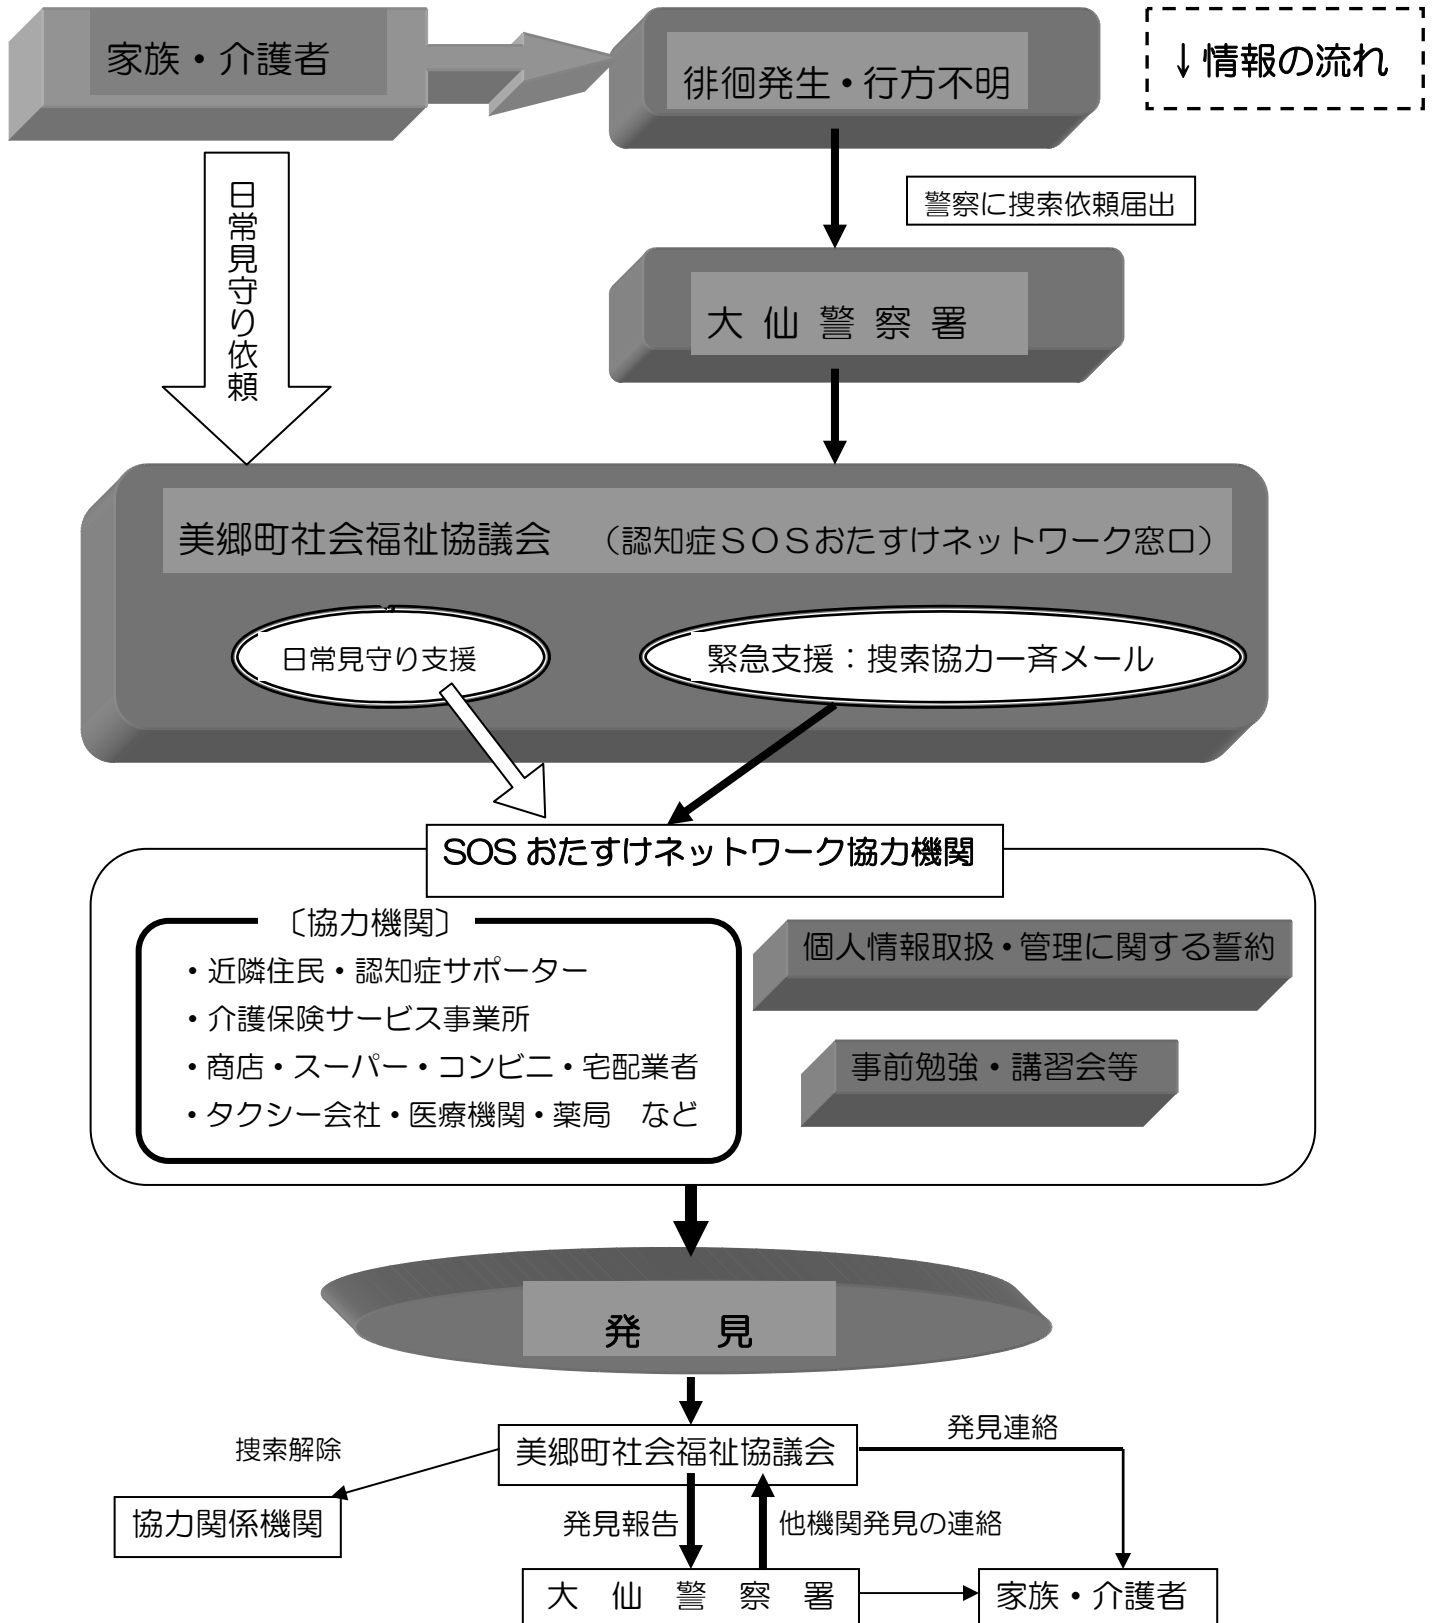 家族・介護者
徘徊発生・行方不明
↓情報の流れ
日常見守り依頼
警察に捜索依頼届出
大 仙 警 察 署
美郷町社会福祉協議会 (認知症SOSおたすけネットワーク窓口)
日常見守り支援
緊急支援:捜索協力一斉メール
SOS おたすけネットワーク協力機関
〔協力機関〕
・近隣住民・認知症サポーター
・介護保険サービス事業所
・商店・スーパー・コンビニ・宅配業者
・タクシー会社・医療機関・薬局 など
個人情報取扱・管理に関する誓約
事前勉強・講習会等
発 見
美郷町社会福祉協議会
発見連絡
捜索解除
協力関係機関
発見報告
他機関発見の連絡
大 仙 警 察 署
家族・介護者